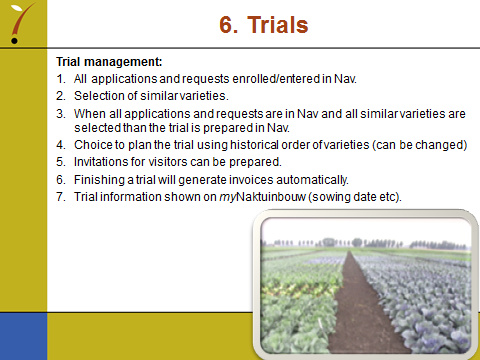 6. Trials
Trial management:
1. All applications and requests enrolled/entered in Nav.
2. Selection of similar varieties.
3. When all applications and requests are in Nav and all similar varieties are
selected than the trial is prepared in Nav.
4. Choice to plan the trial using historical order of varieties (can be changed)
5. Invitations for visitors can be prepared.
6. Finishing a trial will generate invoices automatically.
7. Trial information shown on myNaktuinbouw (sowing date etc).